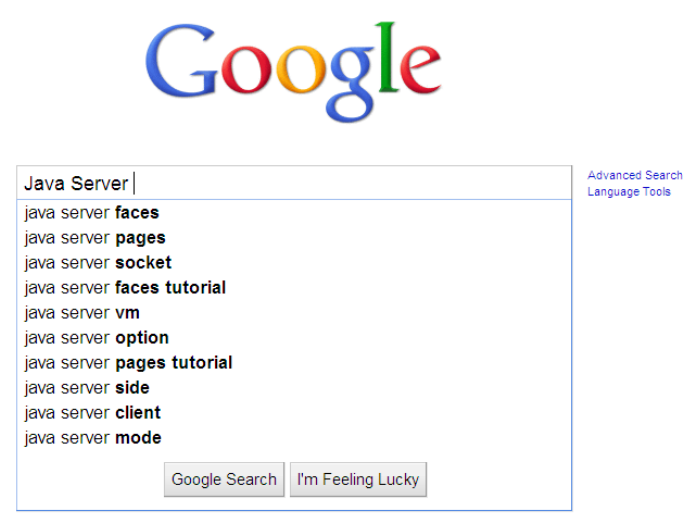 Google
Java Server
Advanced Search
Language Tools
java server faces
java server pages
java server socket
java server faces tutorial
java server vm
java server option
java server pages tutorial
java server side
java server client
java server mode
Google Search
I'm Feeling Lucky